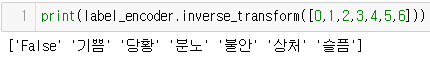 1 print(label_encoder.inverse_transform([0,1,2,3,4,5,6]))
['False' '기쁨' '당황' '분노' '불안' '상처' '슬픔']